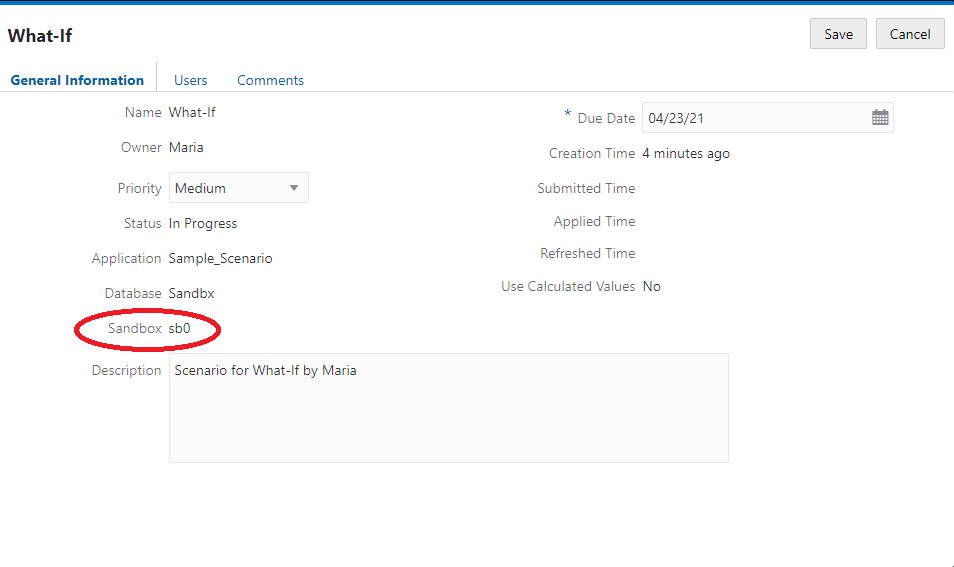 What-If
Save
Cancel
General Information
Users
Comments
Name What-If
Owner Maria
Priority Medium
Status In Progress
Application Sample_Scenario
Database Sandbx
Sandbox sb0
Description Scenario for What-If by Maria
* Due Date 04/23/21
Creation Time 4 minutes ago
Submitted Time
Applied Time
Refreshed Time
Use Calculated Values No